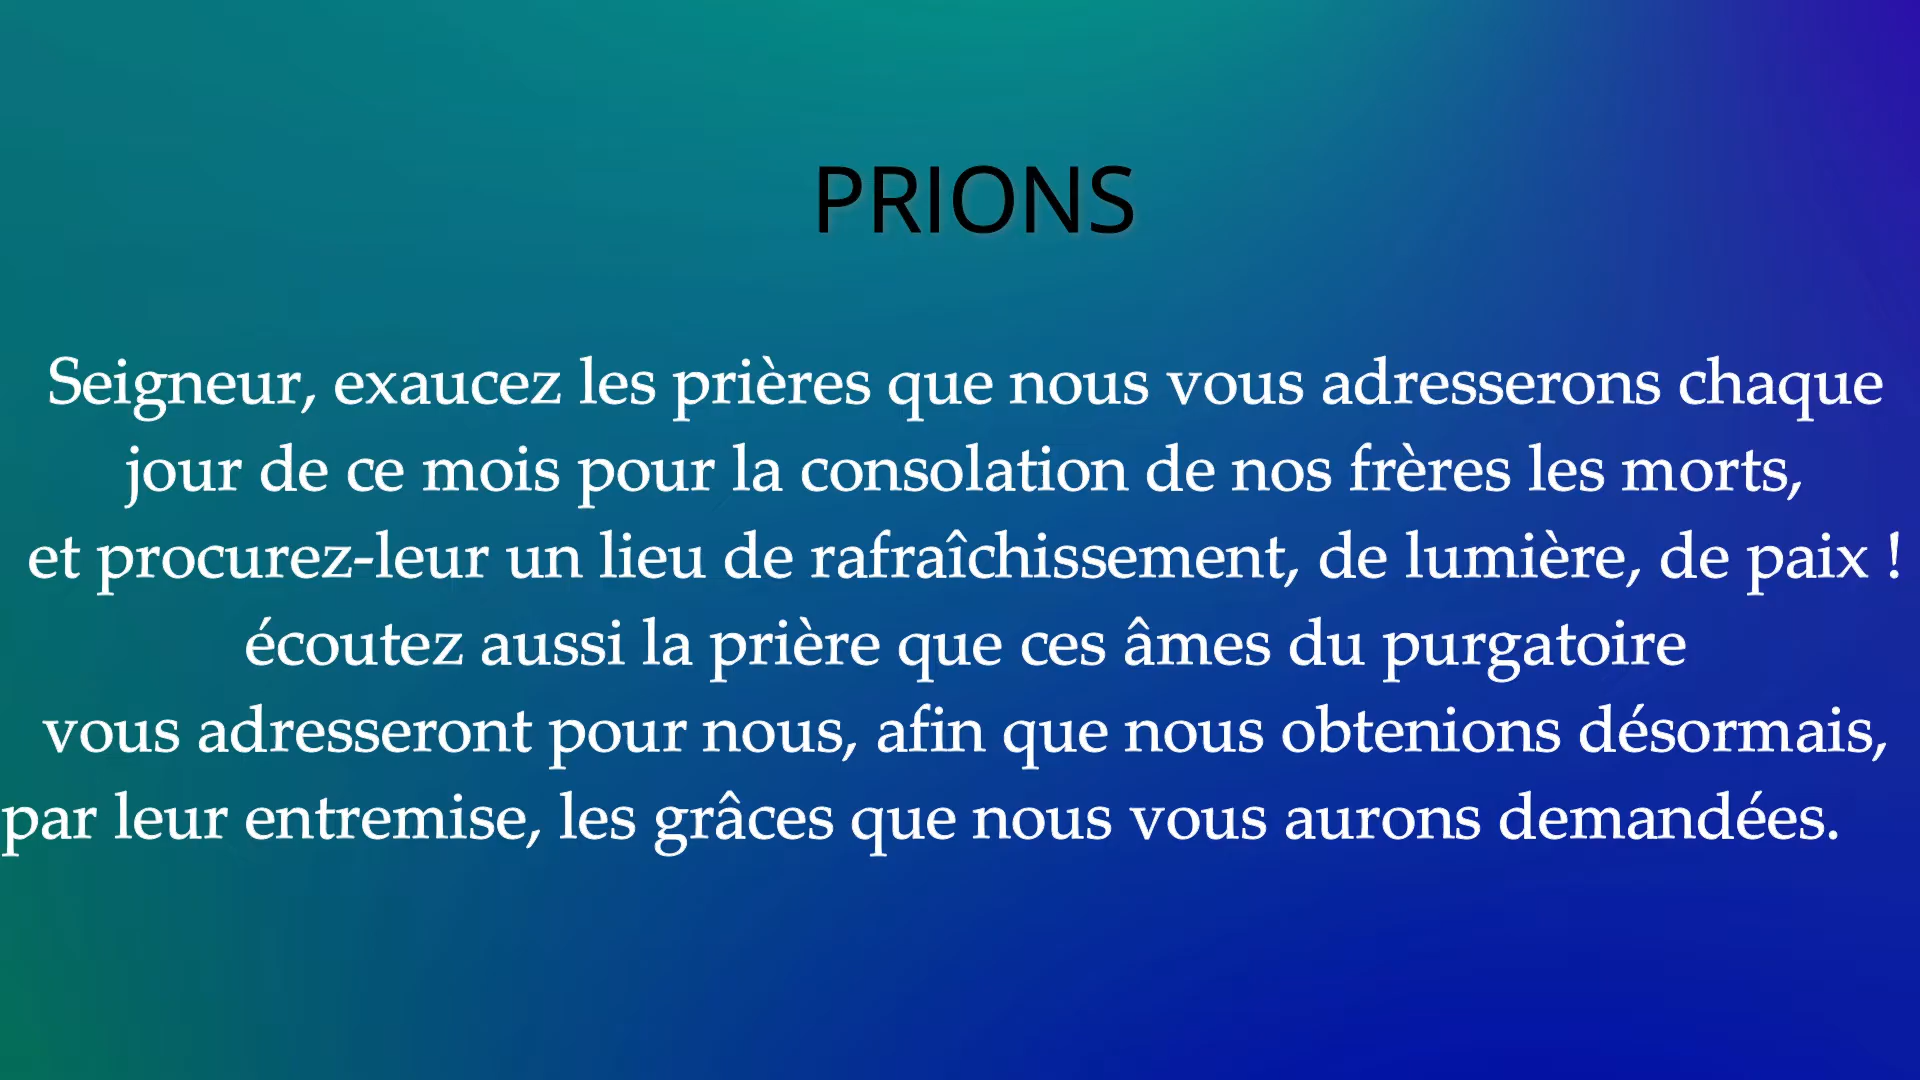 PRIONS
Seigneur, exaucez les prières que nous vous adresserons chaque
jour de ce mois pour la consolation de nos frères les morts,
et procurez-leur un lieu de rafraîchissement, de lumière, de paix !
écoutez aussi la prière que ces âmes du purgatoire
vous adresseront pour nous, afin que nous obtenions désormais,
par leur entremise, les grâces que nous vous aurons demandées.